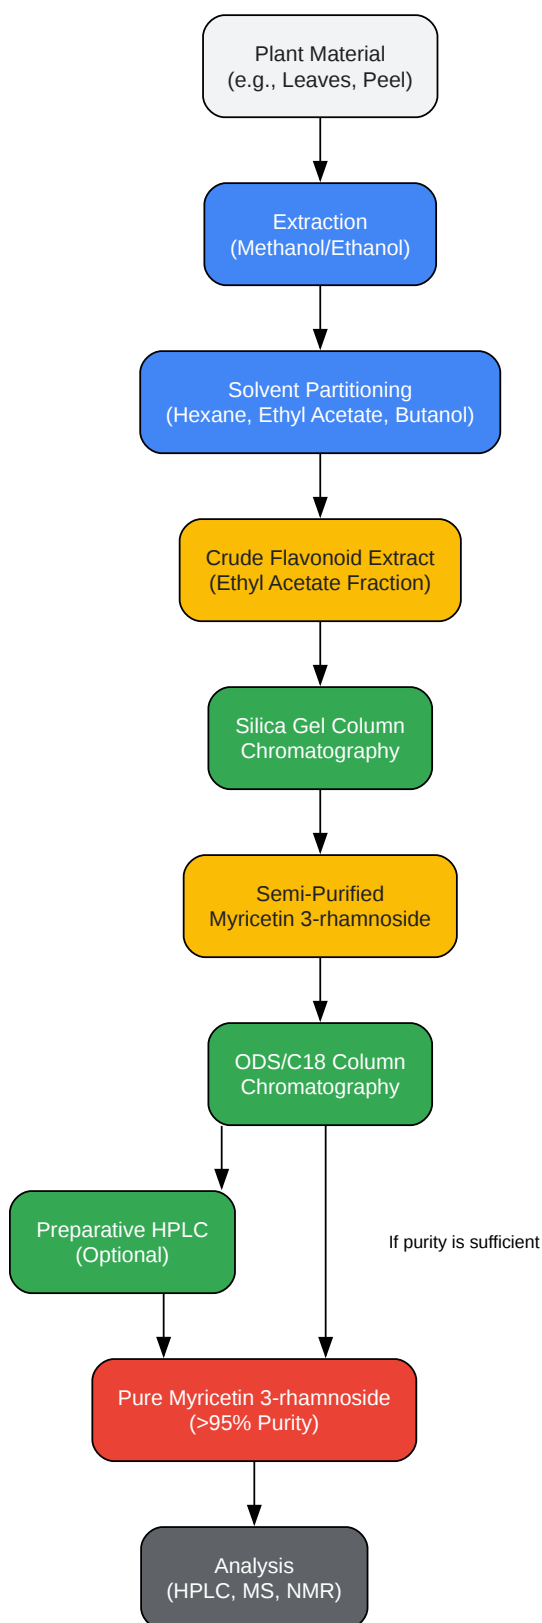 Plant Material
(e.g., Leaves, Peel)
Extraction
(Methanol/Ethanol)
Solvent Partitioning
(Hexane, Ethyl Acetate, Butanol)
Crude Flavonoid Extract
(Ethyl Acetate Fraction)
Silica Gel Column
Chromatography
Semi-Purified
Myricetin 3-rhamnoside
ODS/C18 Column
Chromatography
Preparative HPLC
(Optional)
If purity is sufficient
Pure Myricetin 3-rhamnoside
(>95% Purity)
Analysis
(HPLC, MS, NMR)